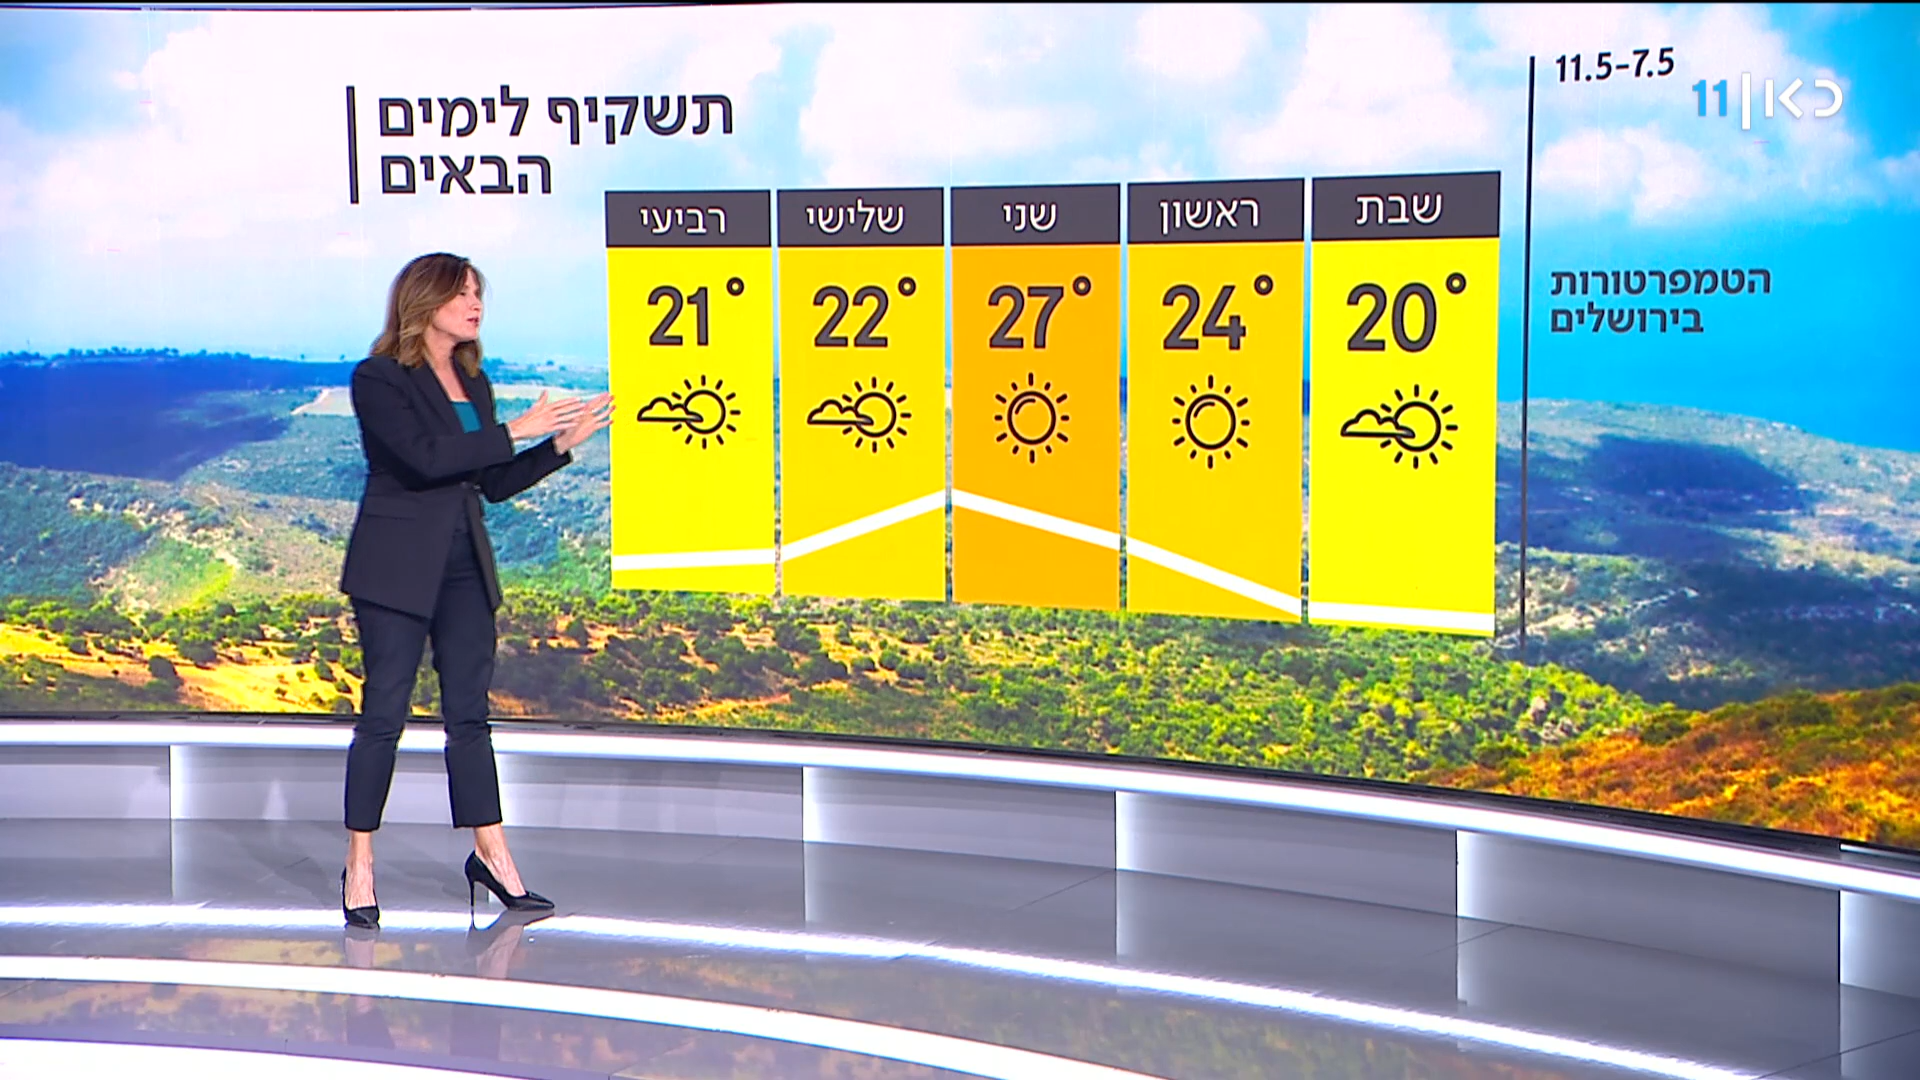 תשקיף לימים
הבאים
11.5-7.5
כאן 11
שבת
20°
ראשון
24°
שני
27°
שלישי
22°
רביעי
21°
הטמפרטורות
בירושלים